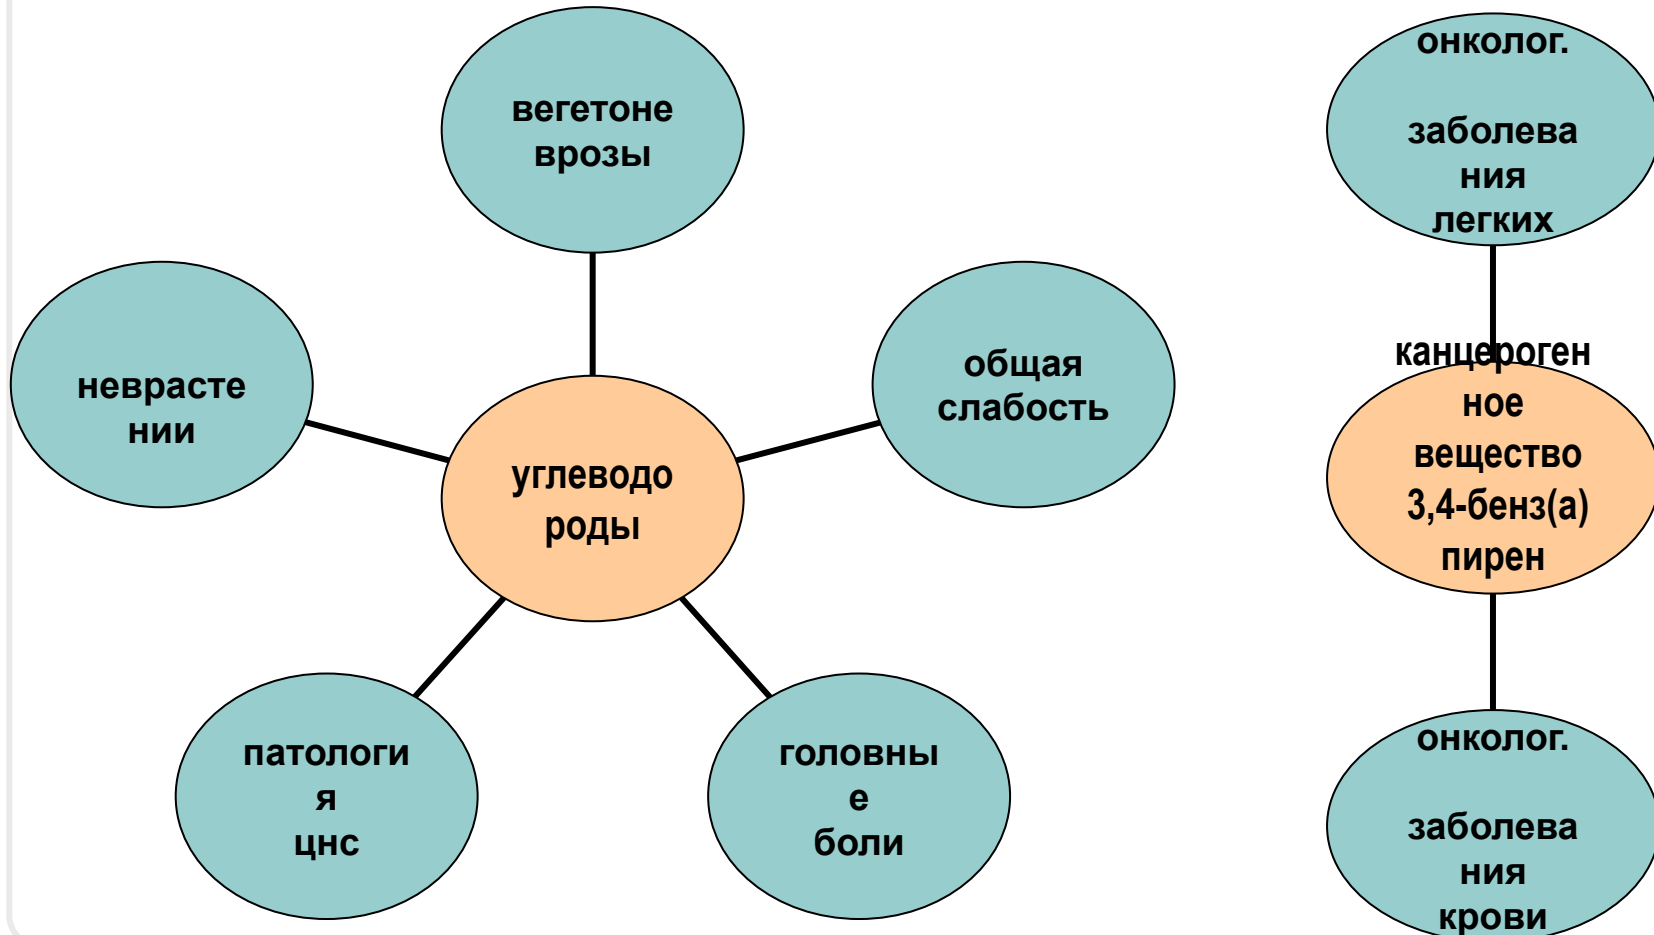 вегетоне
врозы
неврасте
нии
общая
слабость
углеводо
роды
патологи
я
цнс
головны
е
боли
онколог.
заболева
ния
легких
канцероген
ное
вещество
3,4-бенз(а)
пирен
онколог.
заболева
ния
крови